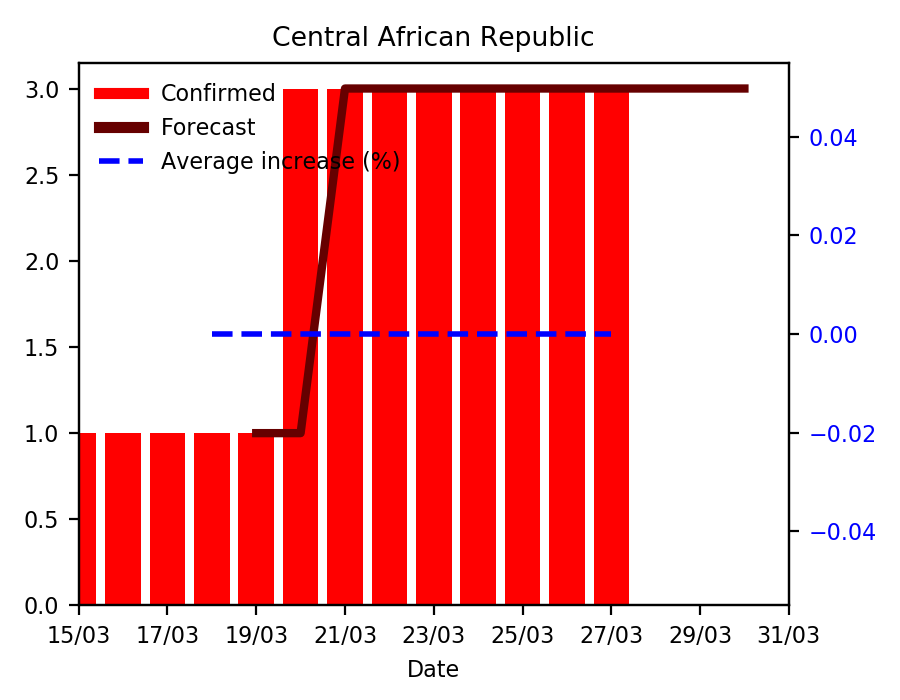 Central African Republic
3.0
2.5
2.0
1.5
1.0
0.5
0.0
Confirmed
Forecast
Average increase (%)
0.04
0.02
0.00
−0.02
−0.04
15/03 17/03 19/03 21/03 23/03 25/03 27/03 29/03 31/03
Date